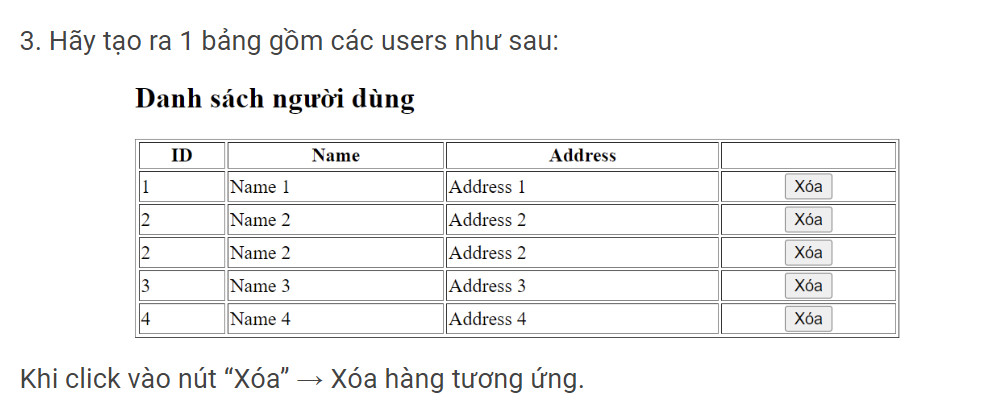 3. Hãy tạo ra 1 bảng gồm các users như sau:
Danh sách người dùng
ID Name Address
1 Name 1 Address 1 Xóa
2 Name 2 Address 2 Xóa
2 Name 2 Address 2 Xóa
3 Name 3 Address 3 Xóa
4 Name 4 Address 4 Xóa
Khi click vào nút “Xóa” → Xóa hàng tương ứng.